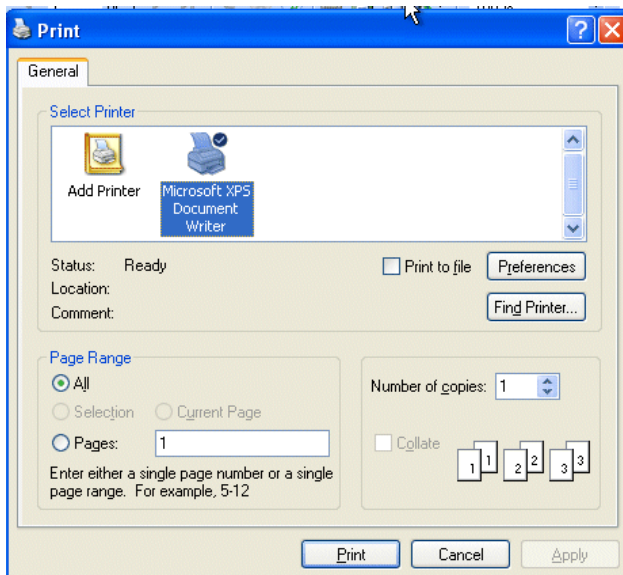 Print
General
Select Printer
Add Printer
Microsoft XPS
Document
Writer
Status: Ready
Location:
Comment:
Print to file
Preferences
Find Printer...
Page Range
All
Selection
Current Page
Pages: 1
Enter either a single page number or a single
page range. For example, 5-12
Number of copies: 1
Collate
1 1 2 2 3 3
Print
Cancel
Apply